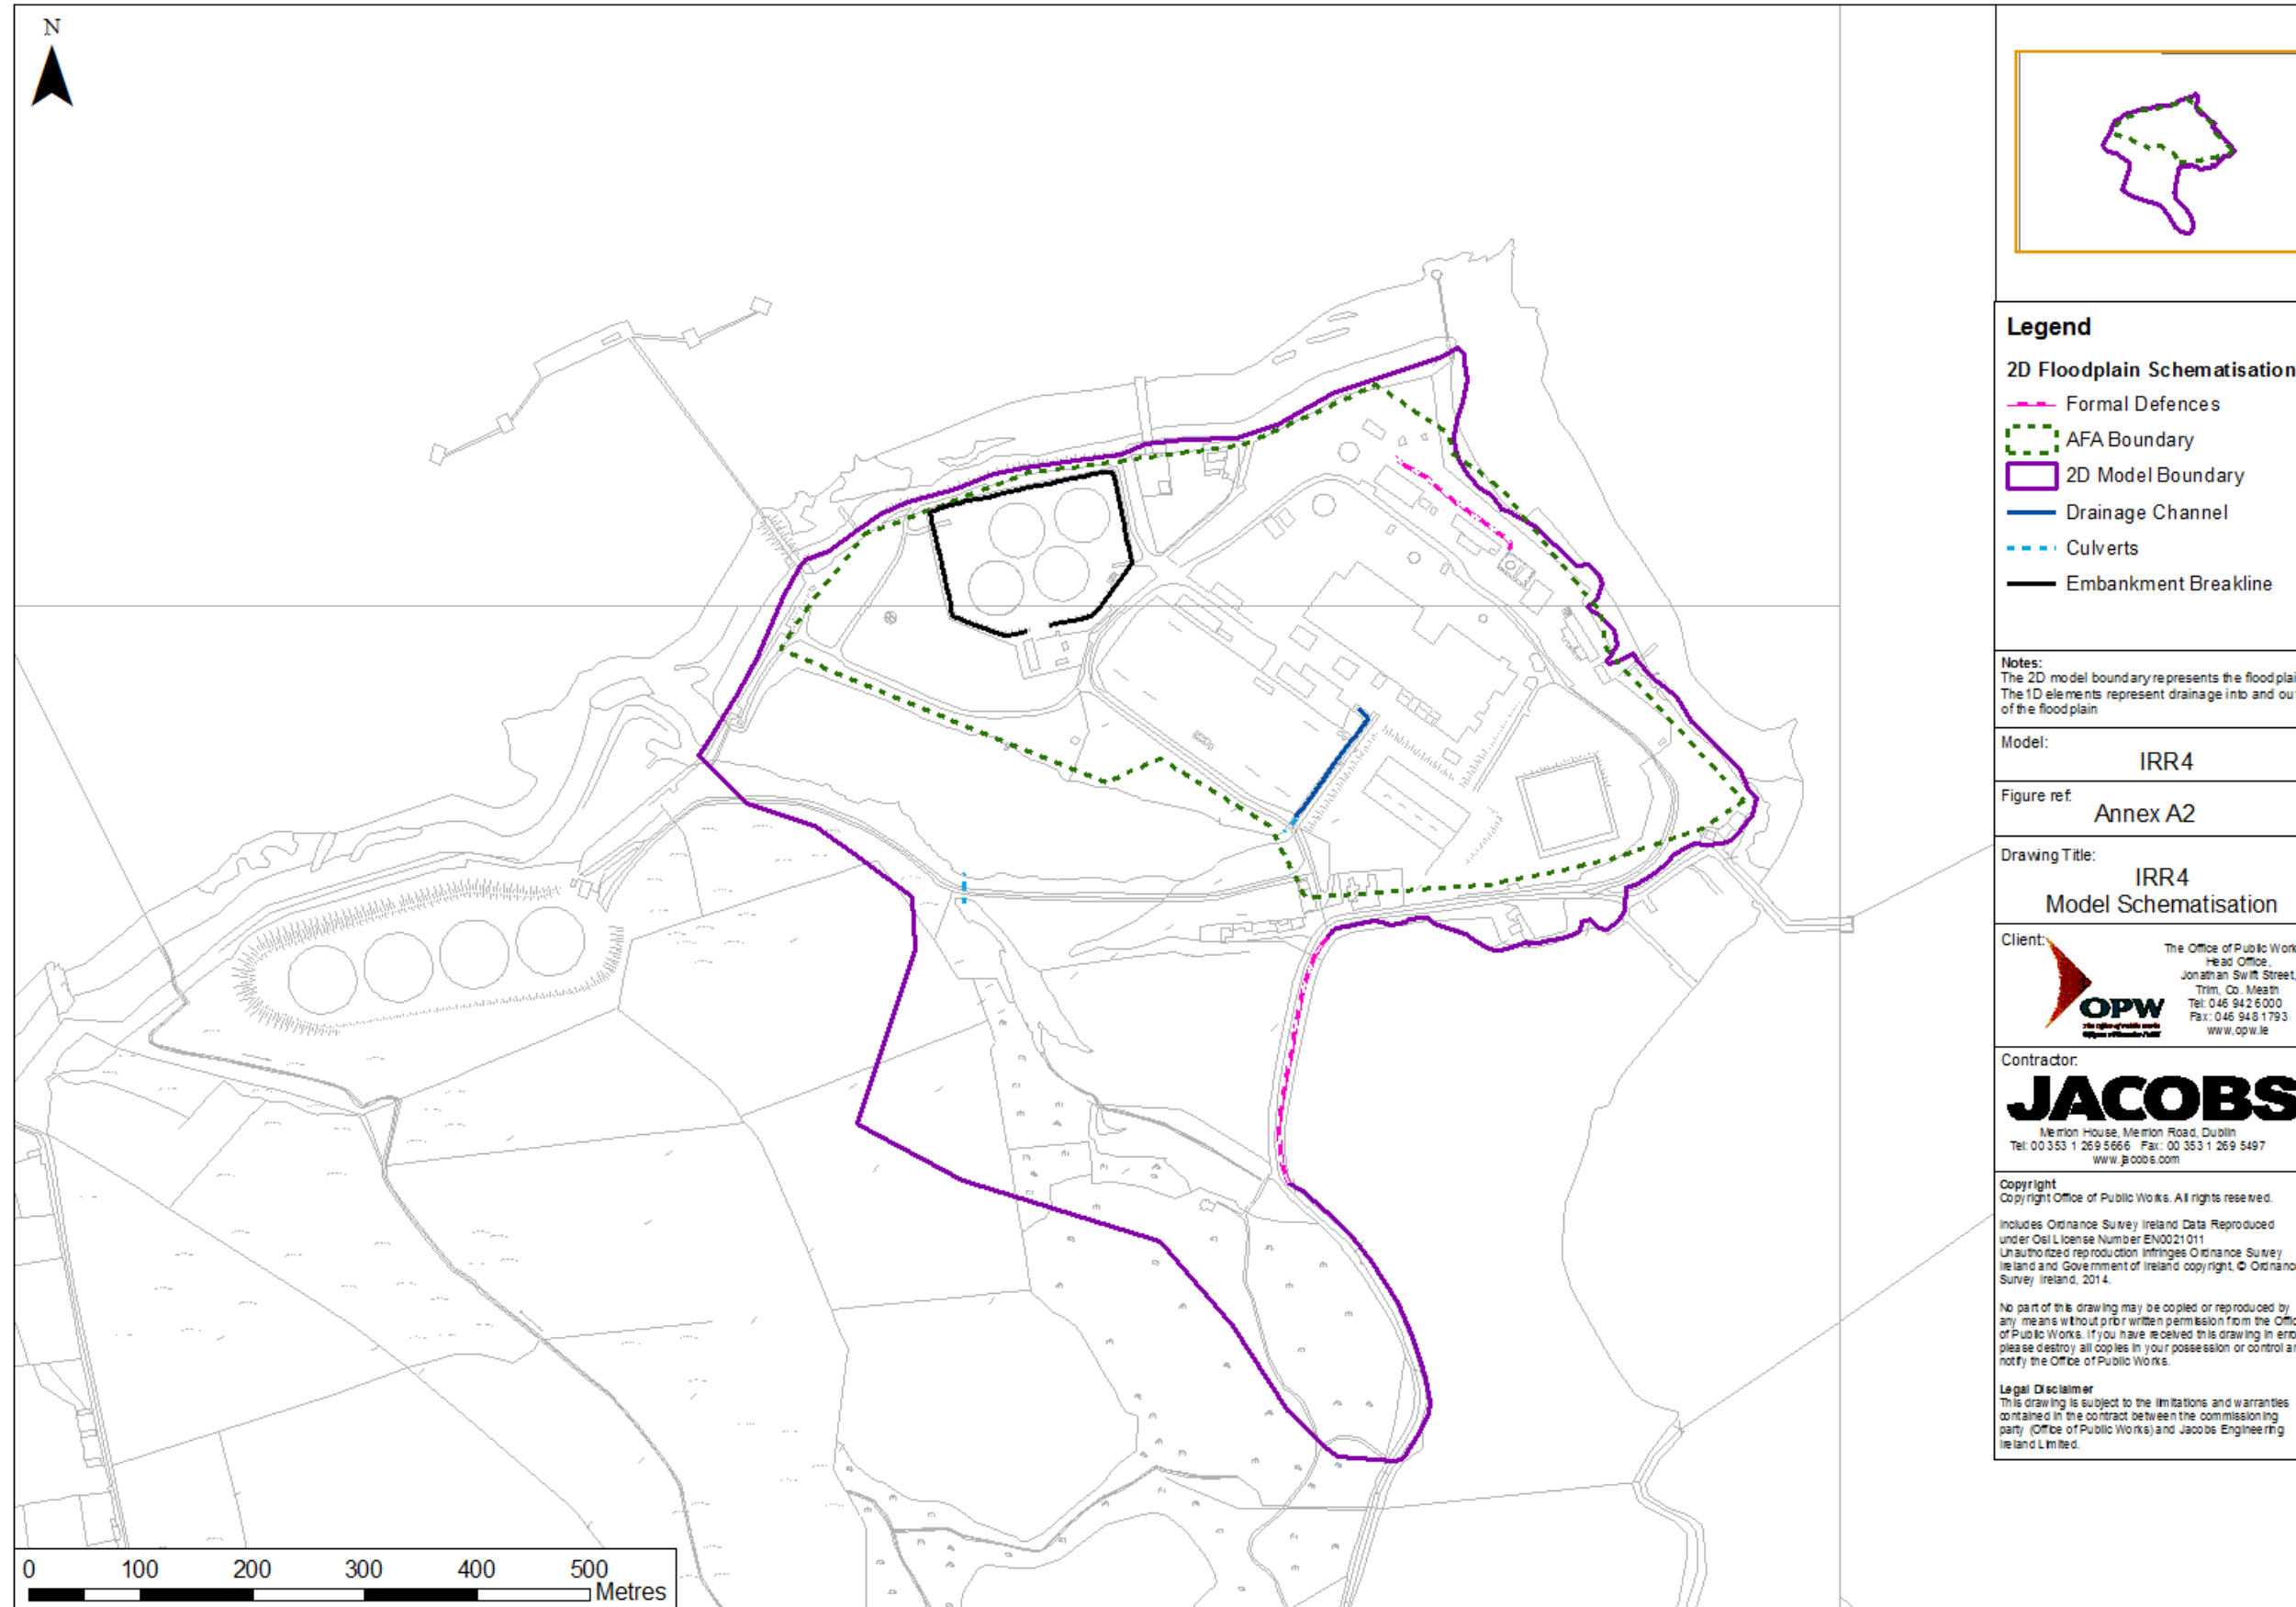 N
Legend
2D Floodplain Schematisation
Formal Defences
AFA Boundary
2D Model Boundary
Drainage Channel
Culverts
Embankment Breakline
Notes:
The 2D model boundary represents the floodplai
The 1D elements represent drainage into and ou
of the floodplain
Model:
IRR4
Figure ref:
Annex A2
Drawing Title:
IRR4
Model Schematisation
Client:
The Office of Public Work
Head Office,
Jonathan Swift Street,
Trim, Co. Meath
Tel: 046 942 6000
Fax: 046 948 1793
www.opw.ie
OPW
Contractor:
JACOBS
Merrion House, Merrion Road, Dublin
Tel: 00 353 1 269 5666 Fax: 00 353 1 269 5497
www.jacobs.com
Copyright
Copyright Office of Public Works. All rights reserved.
Includes Ordnance Survey Ireland Data Reproduced
under OSi License Number EN0021011
Unauthorized reproduction infringes Ordnance Survey
Ireland and Government of Ireland copyright, © Ordnanc
Survey Ireland, 2014.
No part of this drawing may be copied or reproduced by
any means without prior written permission from the Offic
of Public Works. If you have received this drawing in erro
please destroy all copies in your possession or control an
notify the Office of Public Works.
Legal Disclaimer
This drawing is subject to the limitations and warranties
contained in the contract between the commissioning
party (Office of Public Works) and Jacobs Engineering
Ireland Limited.
0 100 200 300 400 500
Metres